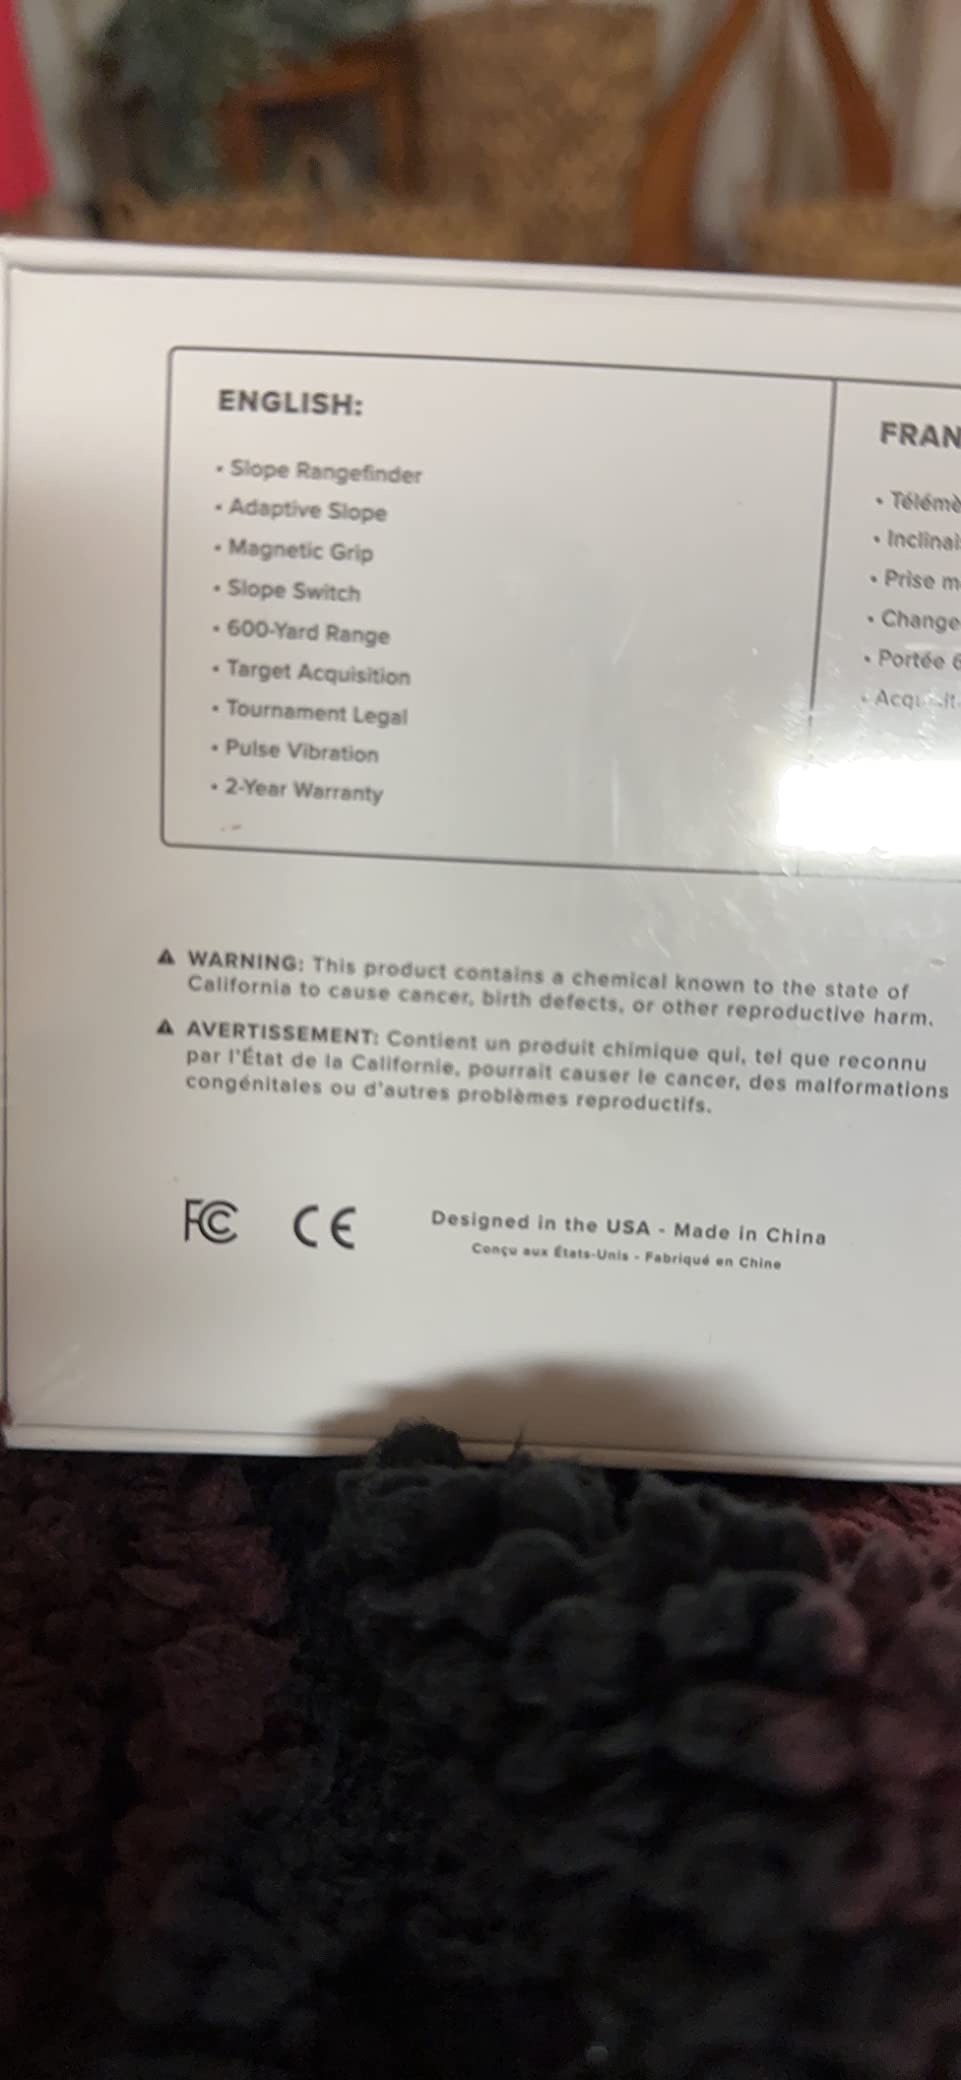 ENGLISH:
• Slope Rangefinder
• Adaptive Slope
• Magnetic Grip
• Slope Switch
• 600-Yard Range
• Target Acquisition
• Tournament Legal
• Pulse Vibration
• 2-Year Warranty
FRAN
• Télémè
• Inclinai
• Prise m
• Change
• Portée 6
⚠ WARNING: This product contains a chemical known to the state of
California to cause cancer, birth defects, or other reproductive harm.
⚠ AVERTISSEMENT: Contient un produit chimique qui, tel que reconnu
par l'État de la Californie, pourrait causer le cancer, des malformations
congénitales ou d'autres problèmes reproductifs.
FC CE
Designed in the USA - Made in China
Conçu aux États-Unis - Fabriqué en Chine